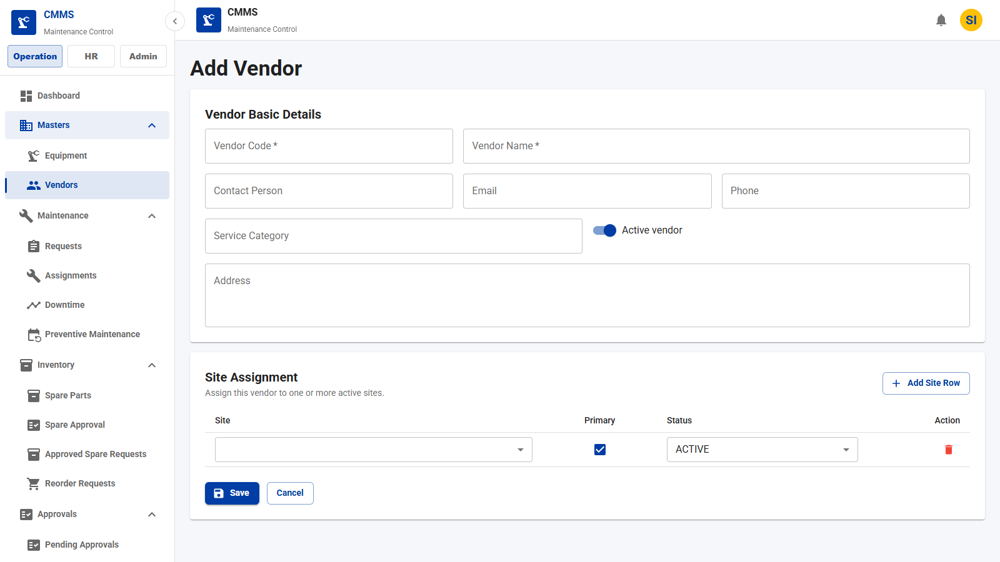 CMMS
Maintenance Control
Operation
HR
Admin
Dashboard
Masters
Equipment
Vendors
Maintenance
Requests
Assignments
Downtime
Preventive Maintenance
Inventory
Spare Parts
Spare Approval
Approved Spare Requests
Reorder Requests
Approvals
Pending Approvals
CMMS
Maintenance Control
SI
Add Vendor
Vendor Basic Details
Vendor Code *
Vendor Name *
Contact Person
Email
Phone
Service Category
Active vendor
Address
Site Assignment
Assign this vendor to one or more active sites.
Add Site Row
Site
Primary
Status
Action
ACTIVE
Save
Cancel